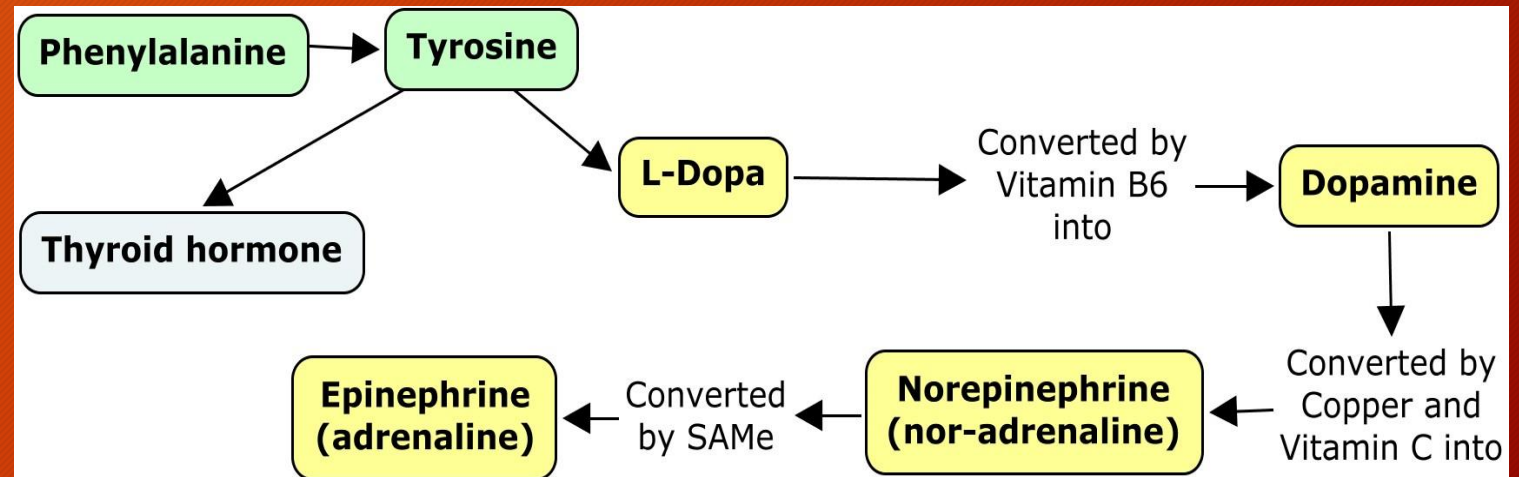 Phenylalanine
Tyrosine
L-Dopa
Converted by
Vitamin B6
into
Dopamine
Thyroid hormone
Converted by
Copper and
Vitamin C into
Norepinephrine
(nor-adrenaline)
Converted
by SAMe
Epinephrine
(adrenaline)